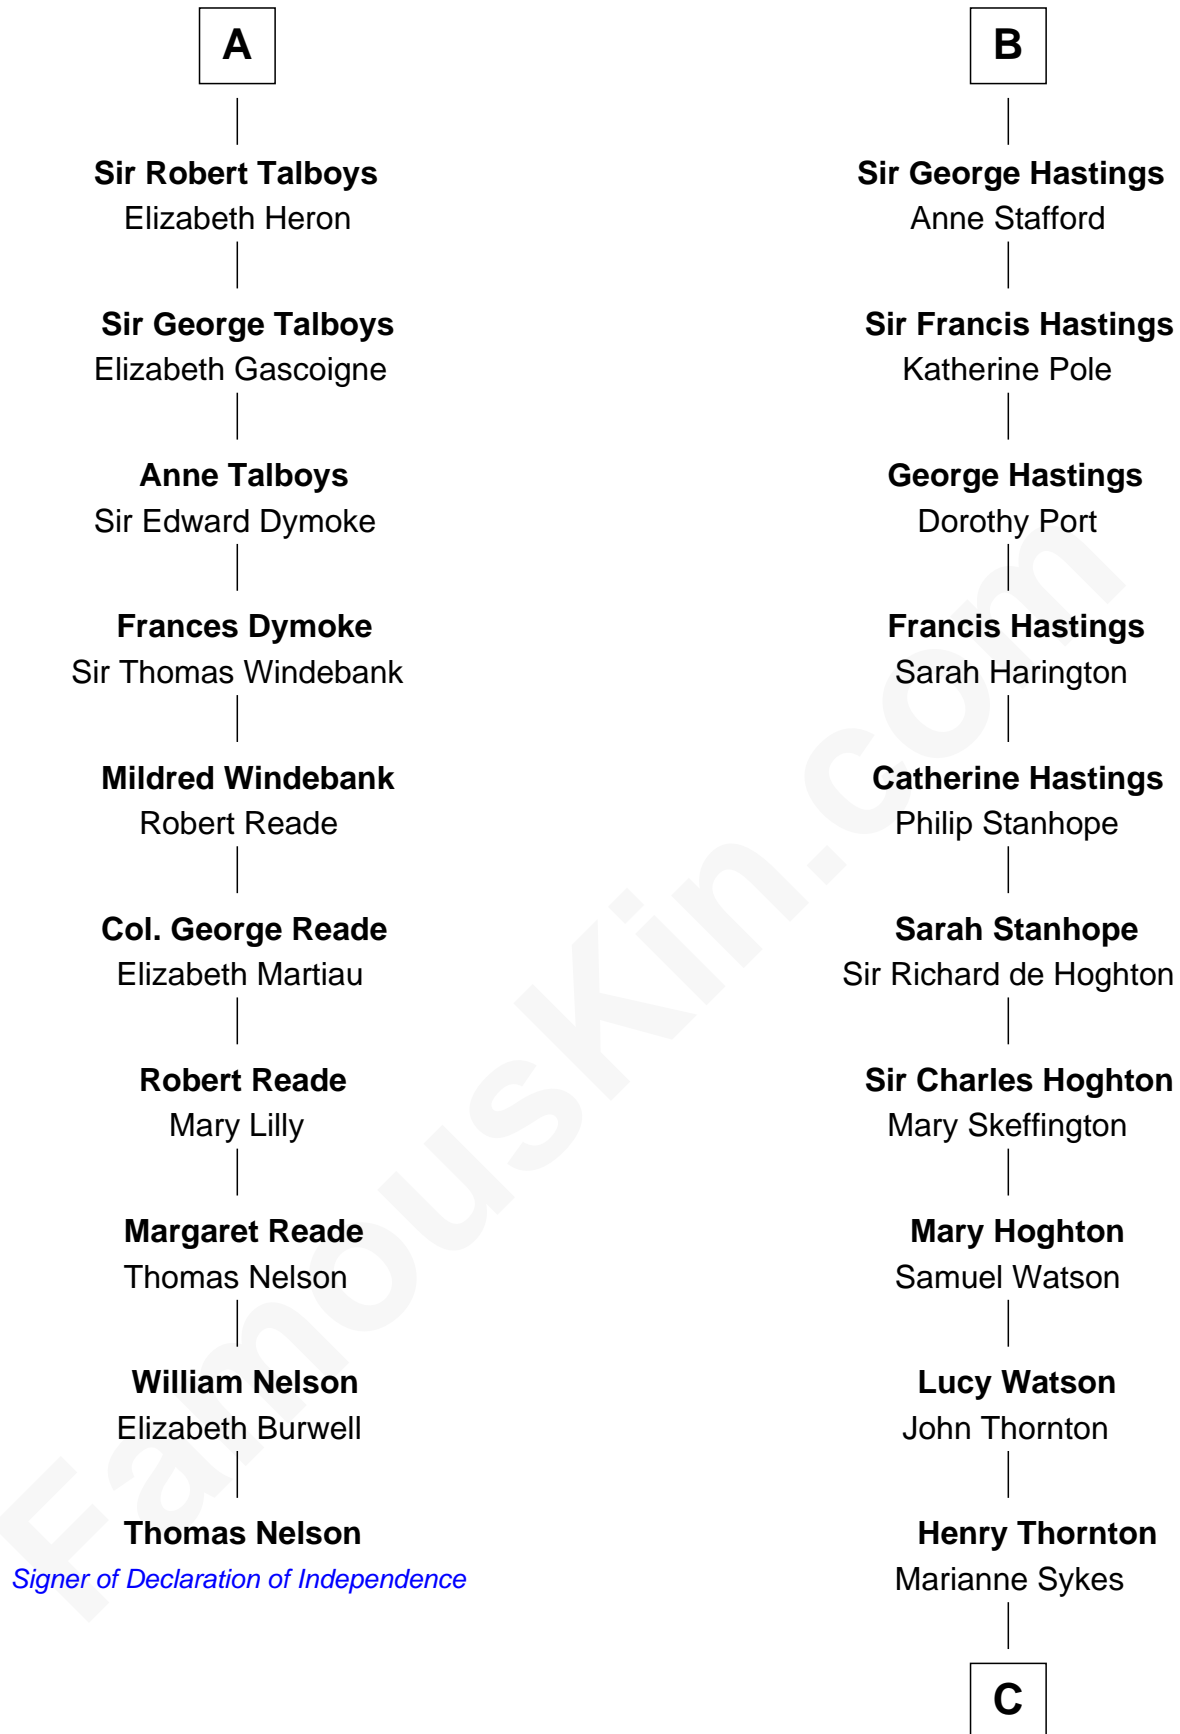 A
Sir Robert Talboys
Elizabeth Heron
Sir George Talboys
Elizabeth Gascoigne
Anne Talboys
Sir Edward Dymoke
Frances Dymoke
Sir Thomas Windebank
Mildred Windebank
Robert Reade
Col. George Reade
Elizabeth Martiau
Robert Reade
Mary Lilly
Margaret Reade
Thomas Nelson
William Nelson
Elizabeth Burwell
Thomas Nelson
Signer of Declaration of Independence
B
Sir George Hastings
Anne Stafford
Sir Francis Hastings
Katherine Pole
George Hastings
Dorothy Port
Francis Hastings
Sarah Harington
Catherine Hastings
Philip Stanhope
Sarah Stanhope
Sir Richard de Hoghton
Sir Charles Hoghton
Mary Skeffington
Mary Hoghton
Samuel Watson
Lucy Watson
John Thornton
Henry Thornton
Marianne Sykes
C
FamousKin.com